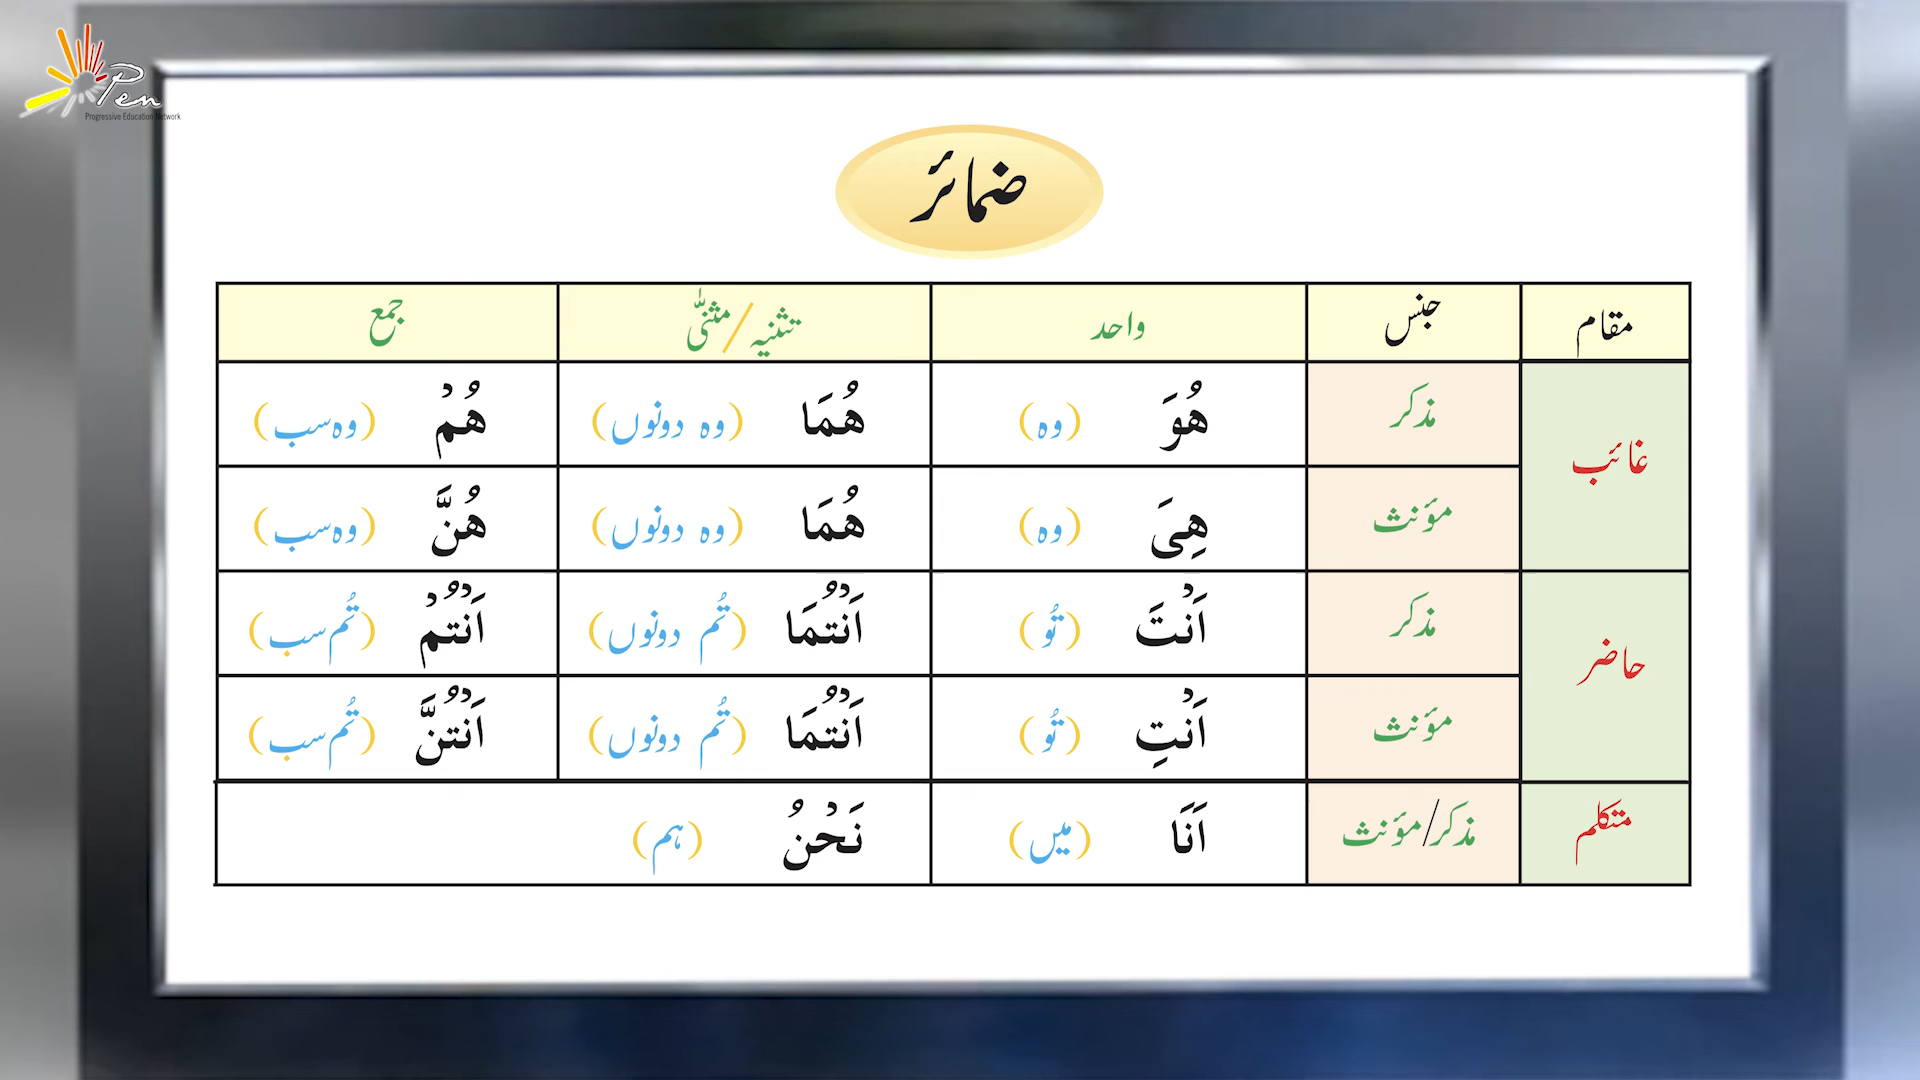 Pen
Progressive Education Network
ضمائر
مقام جنس واحد تثنیہ/مثنّٰی جمع
غائب مذکر هُوَ (وہ) هُمَا (وہ دونوں) هُمْ (وہ سب)
مؤنث هِیَ (وہ) هُمَا (وہ دونوں) هُنَّ (وہ سب)
حاضر مذکر اَنْتَ (تُو) اَنْتُمَا (تُم دونوں) اَنْتُمْ (تُم سب)
مؤنث اَنْتِ (تُو) اَنْتُمَا (تُم دونوں) اَنْتُنَّ (تُم سب)
متکلم مذکر/مؤنث اَنَا (میں) نَحْنُ (ہم)